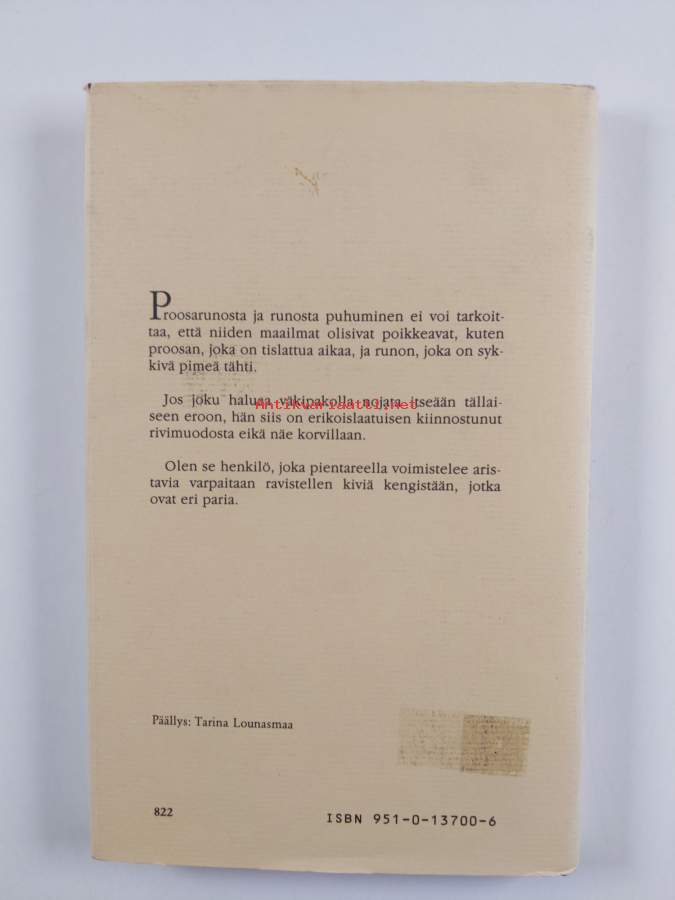 Proosarunosta ja runosta puhuminen ei voi tarkoit-
taa, että niiden maailmat olisivat poikkeavat, kuten
proosan, joka on tislattua aikaa, ja runon, joka on syk-
kivä pimeä tähti.
Jos joku haluaa väkipakolla nojata itseään tällai-
Antikvariaatti.net
seen eroon, hän siis on erikoislaatuisen kiinnostunut
rivimuodosta eikä näe korvillaan.
Olen se henkilö, joka pientareella voimistelee aris-
tavia varpaitaan ravistellen kiviä kengistään, jotka
ovat eri paria.
Päällys: Tarina Lounasmaa
822
ISBN 951-0-13700-6